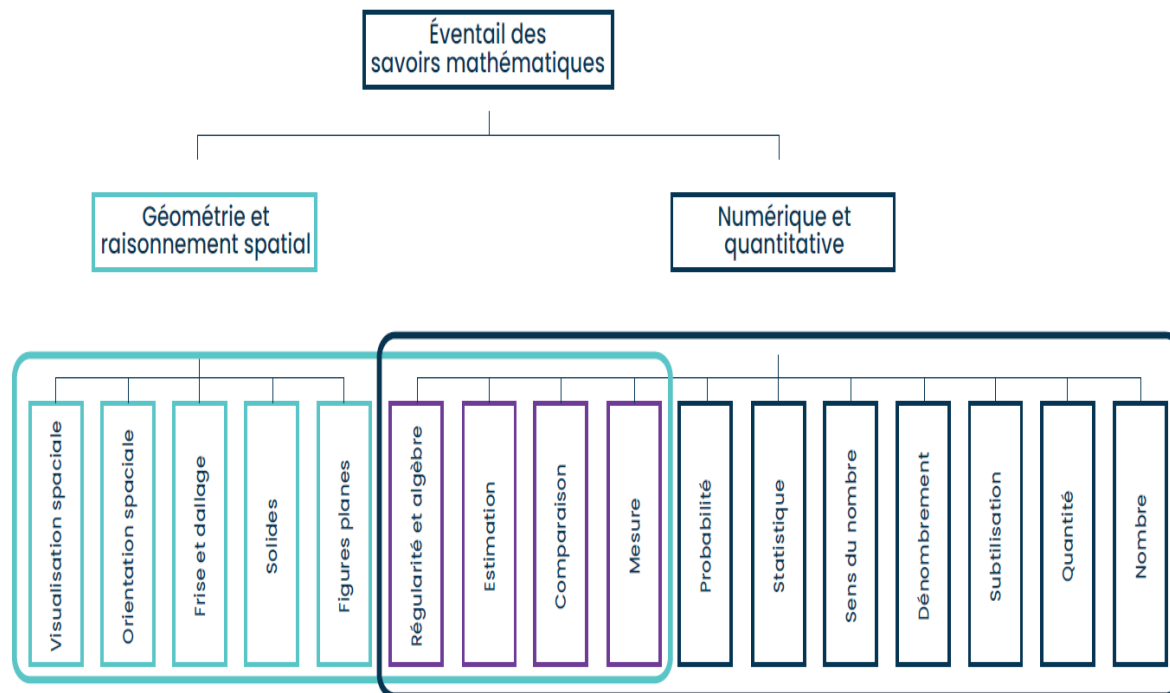 Éventail des
savoirs mathématiques
Géométrie et
raisonnement spatial
Numérique et
quantitative
Visualisation spaciale
Orientation spaciale
Frise et dallage
Solides
Figures planes
Régularité et algèbre
Estimation
Comparaison
Mesure
Probabilité
Statistique
Sens du nombre
Dénombrement
Subtilisation
Quantité
Nombre